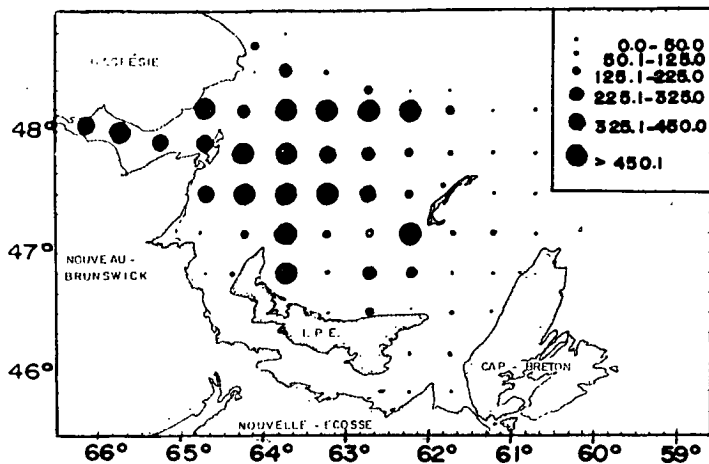 GASPÉSIE
0.0-50.0
50.1-125.0
125.1-225.0
225.1-325.0
325.1-450.0
> 450.1
48°
47°
46°
NOUVEAU-
BRUNSWICK
I.P.E.
CAP-BRETON
NOUVELLE-ECOSSE
66° 65° 64° 63° 62° 61° 60° 59°